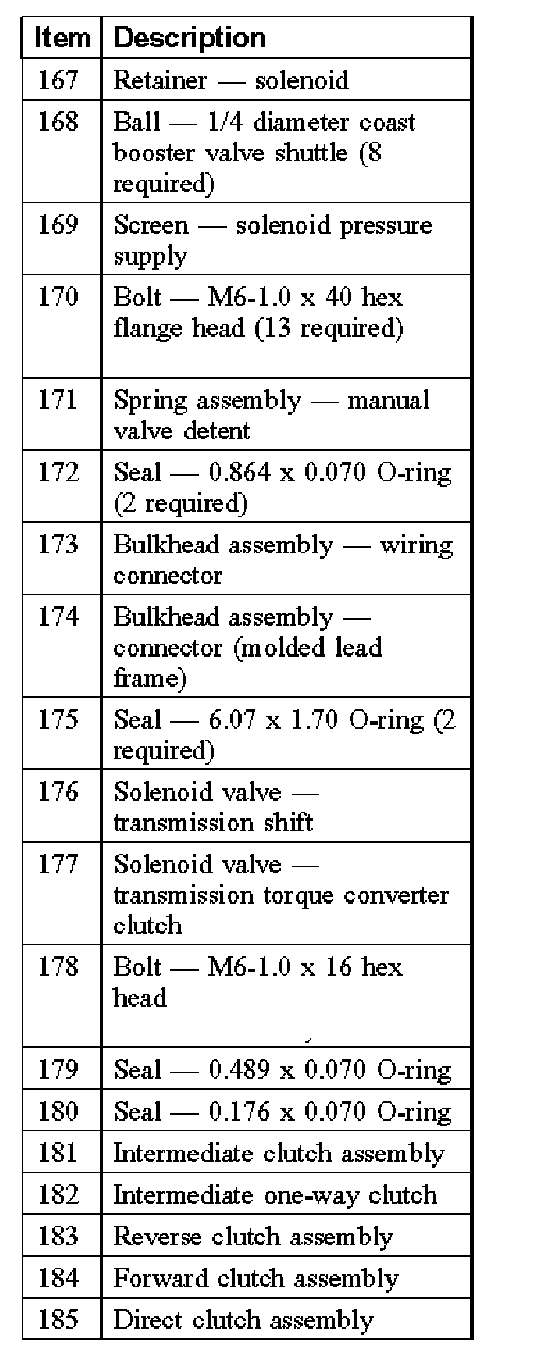 Item Description
167 Retainer — solenoid
168 Ball — 1/4 diameter coast
booster valve shuttle (8
required)
169 Screen — solenoid pressure
supply
170 Bolt — M6-1.0 x 40 hex
flange head (13 required)
171 Spring assembly — manual
valve detent
172 Seal — 0.864 x 0.070 O-ring
(2 required)
173 Bulkhead assembly — wiring
connector
174 Bulkhead assembly —
connector (molded lead
frame)
175 Seal — 6.07 x 1.70 O-ring (2
required)
176 Solenoid valve —
transmission shift
177 Solenoid valve —
transmission torque converter
clutch
178 Bolt — M6-1.0 x 16 hex
head
179 Seal — 0.489 x 0.070 O-ring
180 Seal — 0.176 x 0.070 O-ring
181 Intermediate clutch assembly
182 Intermediate one-way clutch
183 Reverse clutch assembly
184 Forward clutch assembly
185 Direct clutch assembly